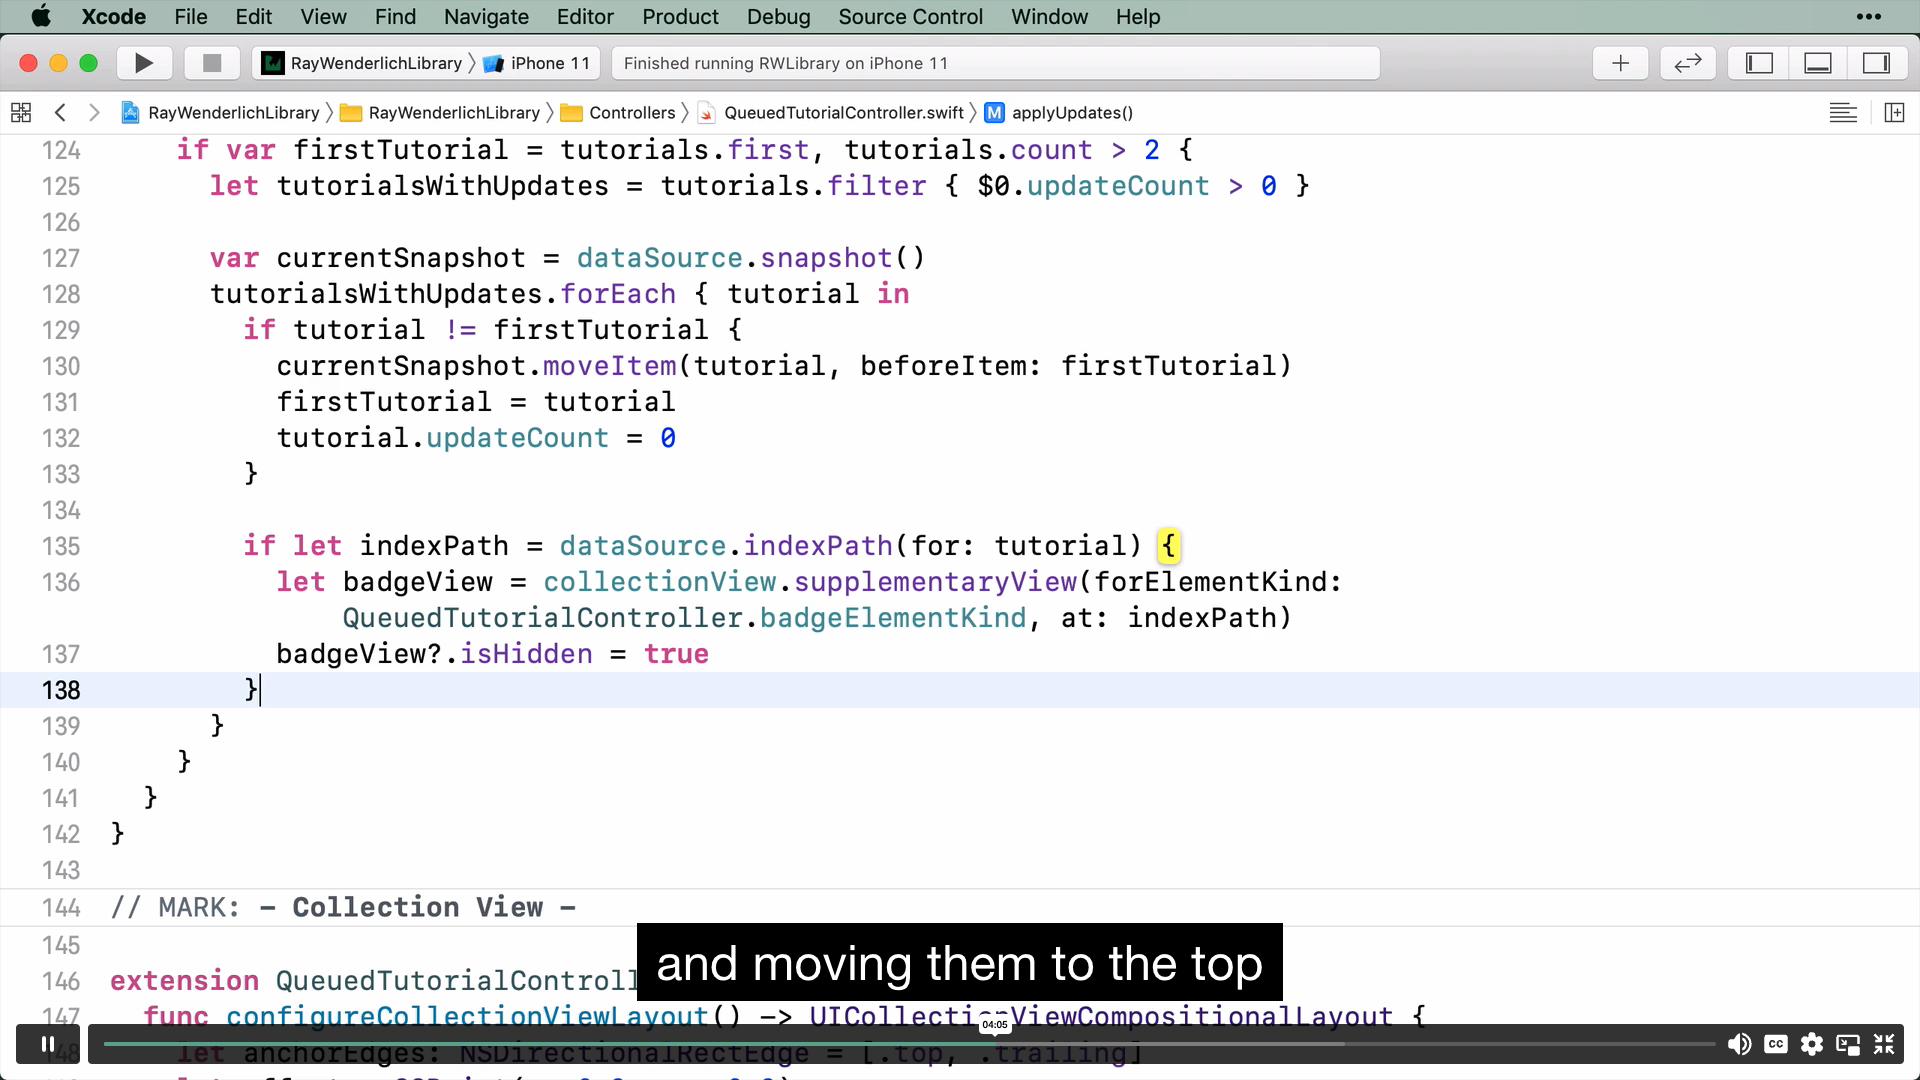 Xcode File Edit View Find Navigate Editor Product Debug Source Control Window Help •••
RayWenderlichLibrary 〉 iPhone 11 Finished running RWLibrary on iPhone 11
RayWenderlichLibrary 〉 RayWenderlichLibrary 〉 Controllers 〉 QueuedTutorialController.swift 〉 M applyUpdates()
124 if var firstTutorial = tutorials.first, tutorials.count > 2 {
125 let tutorialsWithUpdates = tutorials.filter { $0.updateCount > 0 }
126
127 var currentSnapshot = dataSource.snapshot()
128 tutorialsWithUpdates.forEach { tutorial in
129 if tutorial != firstTutorial {
130 currentSnapshot.moveItem(tutorial, beforeItem: firstTutorial)
131 firstTutorial = tutorial
132 tutorial.updateCount = 0
133 }
134
135 if let indexPath = dataSource.indexPath(for: tutorial) {
136 let badgeView = collectionView.supplementaryView(forElementKind:
QueuedTutorialController.badgeElementKind, at: indexPath)
137 badgeView?.isHidden = true
138 }
139 }
140 }
141 }
142 }
143
144 // MARK: - Collection View -
145
and moving them to the top
146 extension QueuedTutorialControll
147 func configureCollectionViewLayout() -> UICollectionViewCompositionalLayout {
04:05
148 let anchorEdges: NSDirectionalRectEdge = [.top, .trailing]
CC